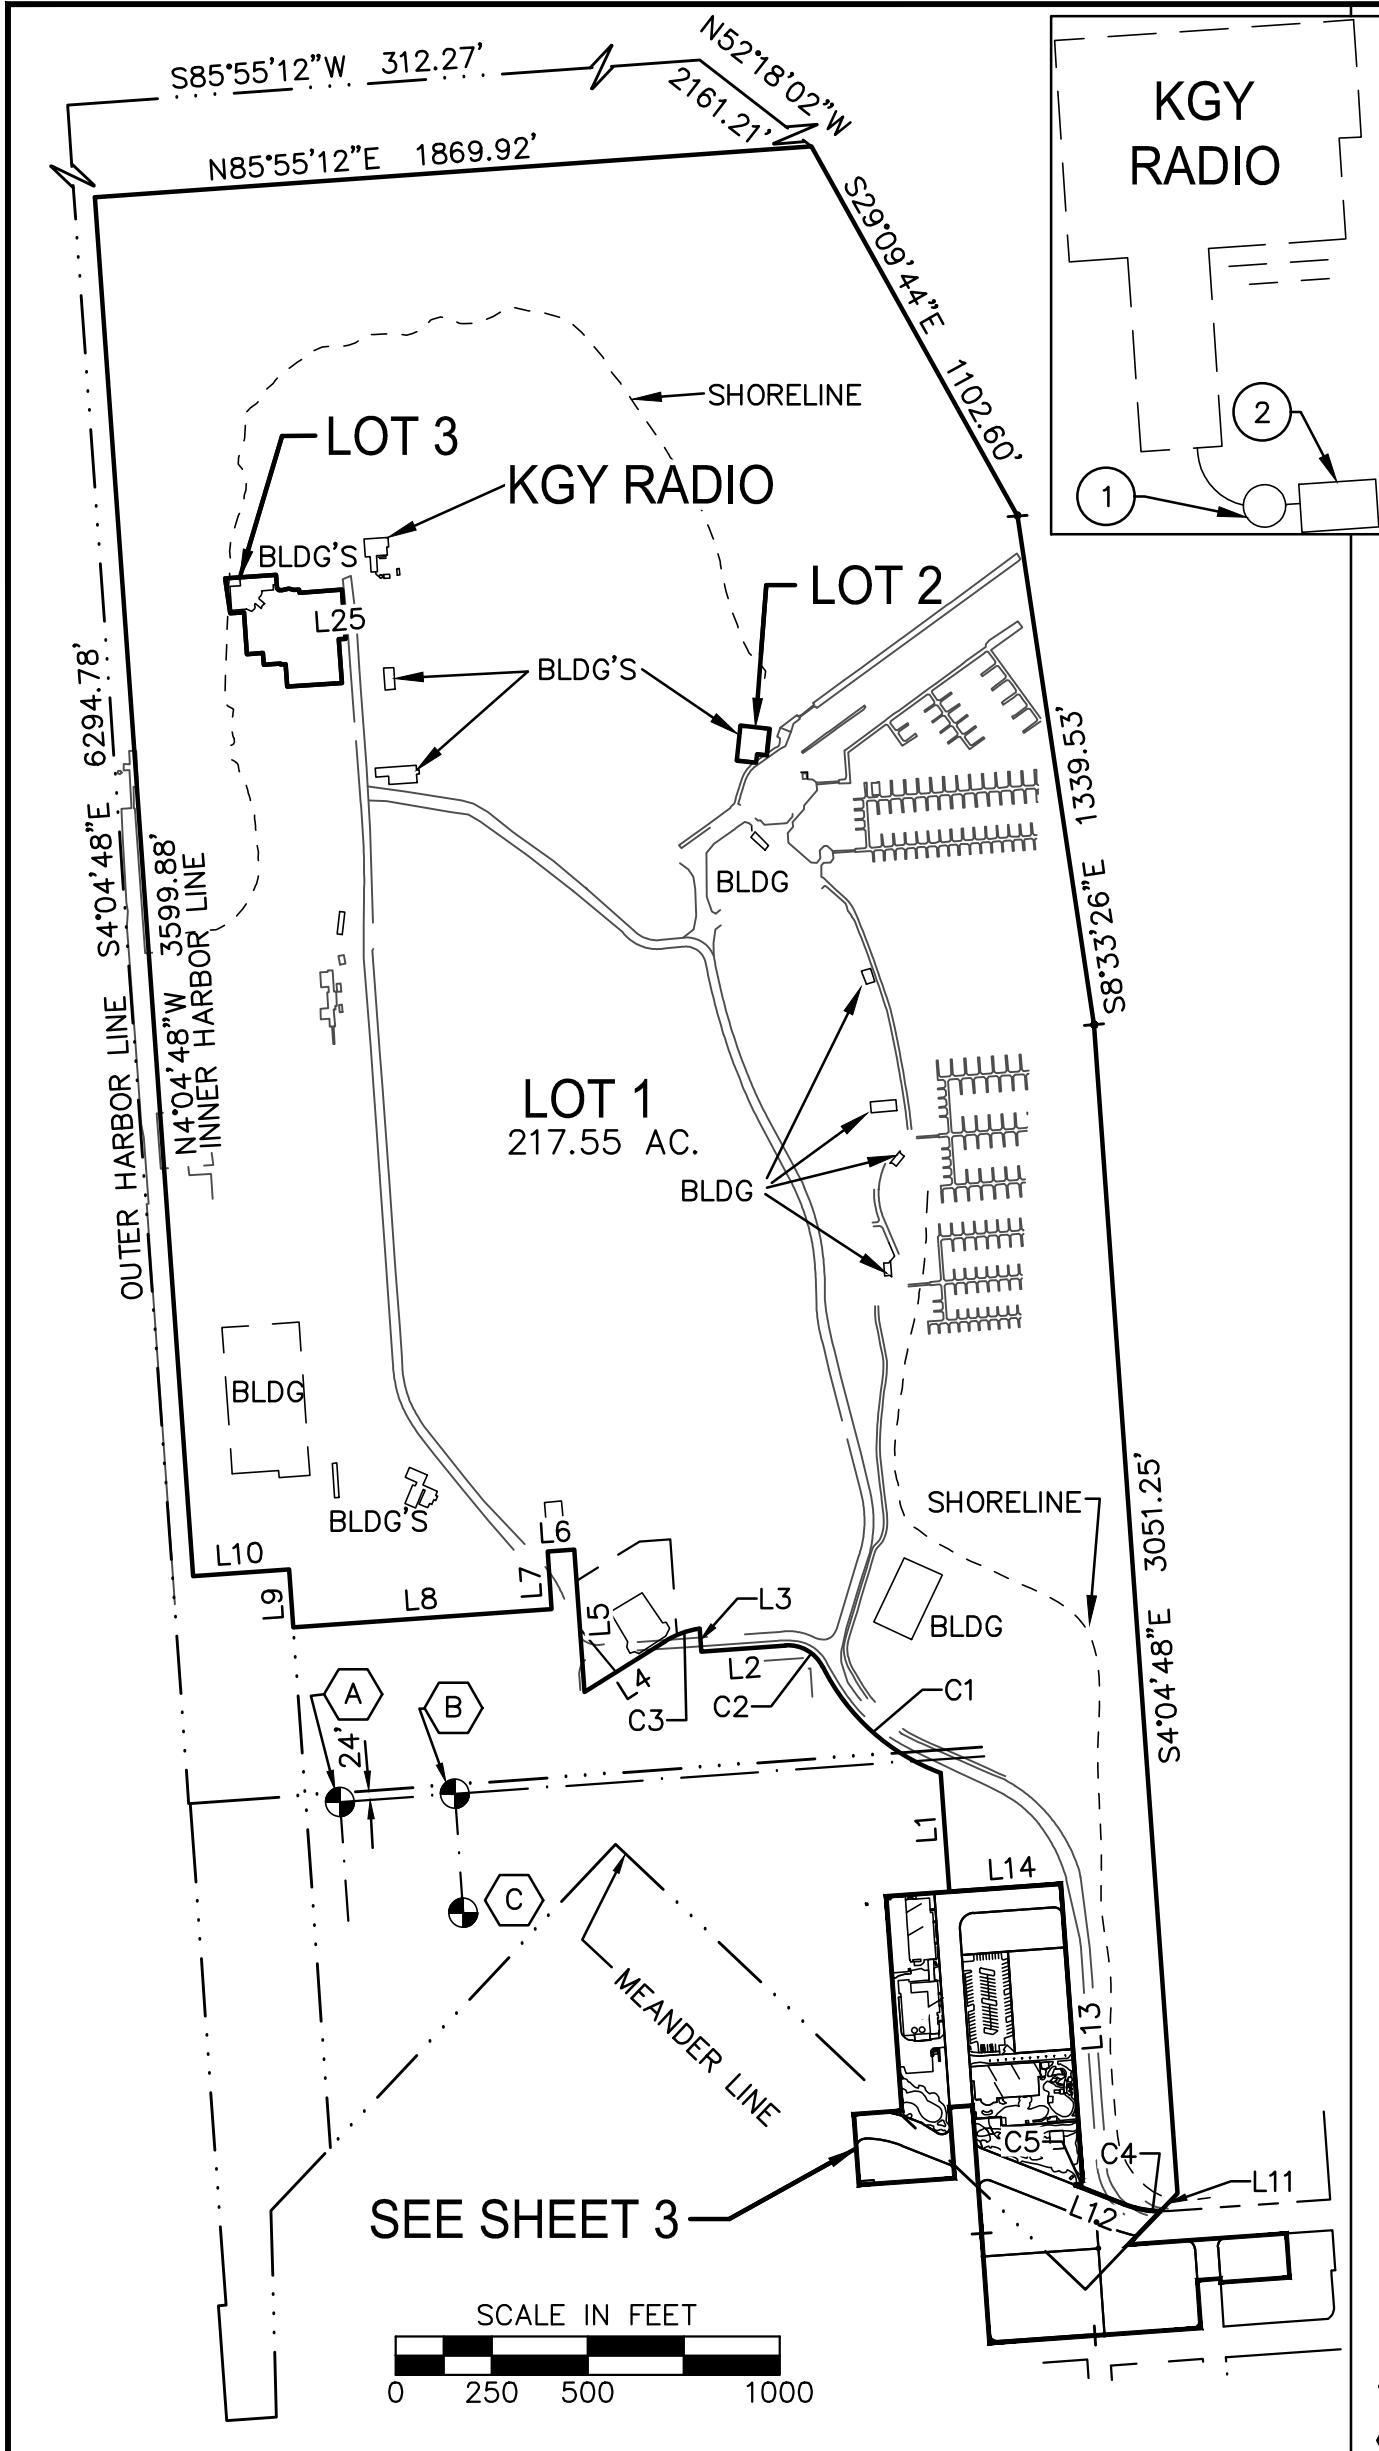 S85°55'12"W 312.27'
N52°18'02"W
2161.21'
N85°55'12"E 1869.92'
KGY
RADIO
S29°09'44"E 1102.60'
SHORELINE
2
LOT 3
KGY RADIO
1
BLDG'S
LOT 2
L25
BLDG'S
OUTER HARBOR LINE S4°04'48"E 6294.78'
N4°04'48"W 3599.88'
INNER HARBOR LINE
S8°33'26"E 1339.53'
BLDG
LOT 1
217.55 AC.
BLDG
BLDG
SHORELINE
S4°04'48"E 3051.25'
BLDG'S
L6
L10
L7
L9
L8
L5
L3
BLDG
L4
L2
C3
C2
C1
A
B
24'
L1
L14
C
MEANDER LINE
L13
C5
C4
L11
L12
SEE SHEET 3
SCALE IN FEET
0 250 500 1000